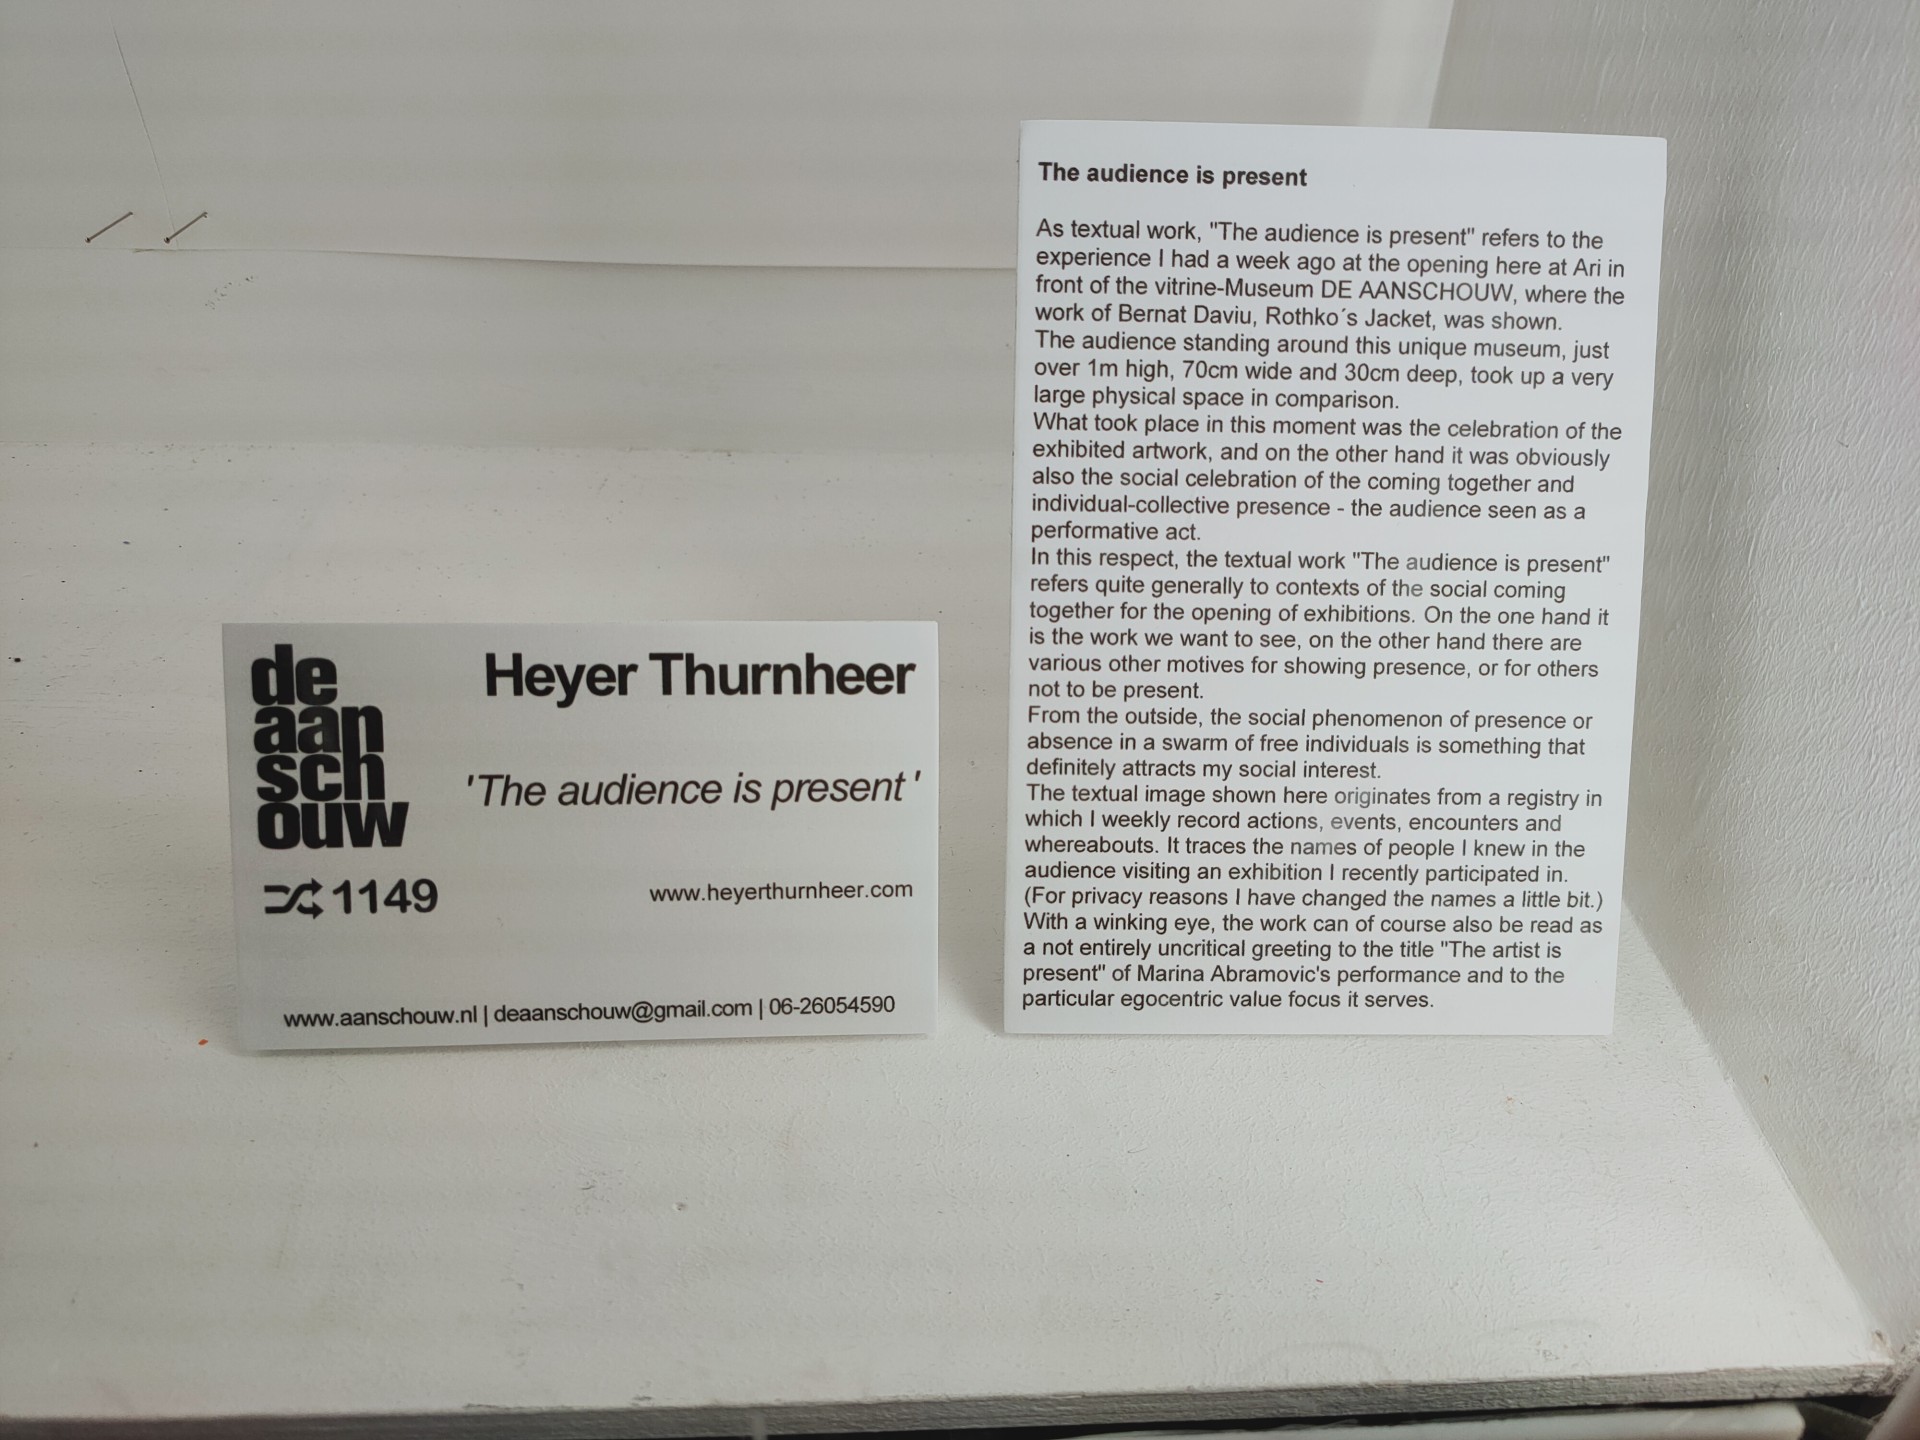 de
aan
sch
ouw
1149
Heyer Thurnheer
'The audience is present'
www.heyerthurnheer.com
www.aanschouw.nl | deaanschouw@gmail.com | 06-26054590
The audience is present
As textual work, "The audience is present" refers to the
experience I had a week ago at the opening here at Ari in
front of the vitrine-Museum DE AANSCHOUW, where the
work of Bernat Daviu, Rothko´s Jacket, was shown.
The audience standing around this unique museum, just
over 1m high, 70cm wide and 30cm deep, took up a very
large physical space in comparison.
What took place in this moment was the celebration of the
exhibited artwork, and on the other hand it was obviously
also the social celebration of the coming together and
individual-collective presence - the audience seen as a
performative act.
In this respect, the textual work "The audience is present"
refers quite generally to contexts of the social coming
together for the opening of exhibitions. On the one hand it
is the work we want to see, on the other hand there are
various other motives for showing presence, or for others
not to be present.
From the outside, the social phenomenon of presence or
absence in a swarm of free individuals is something that
definitely attracts my social interest.
The textual image shown here originates from a registry in
which I weekly record actions, events, encounters and
whereabouts. It traces the names of people I knew in the
audience visiting an exhibition I recently participated in.
(For privacy reasons I have changed the names a little bit.)
With a winking eye, the work can of course also be read as
a not entirely uncritical greeting to the title "The artist is
present" of Marina Abramovic's performance and to the
particular egocentric value focus it serves.